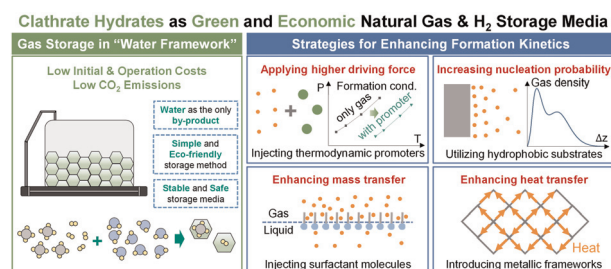 Clathrate Hydrates as Green and Economic Natural Gas & H₂ Storage Media
Gas Storage in “Water Framework”
Low Initial & Operation Costs
Low CO₂ Emissions
Water as the only
by-product
Simple and
Eco-friendly
storage method
Stable and Safe
storage media
Strategies for Enhancing Formation Kinetics
Applying higher driving force
P
Formation cond.
only gas
with promoter
T
Injecting thermodynamic promoters
Increasing nucleation probability
Gas density
Δz
Utilizing hydrophobic substrates
Enhancing mass transfer
Gas
Liquid
Injecting surfactant molecules
Enhancing heat transfer
Heat
Introducing metallic frameworks